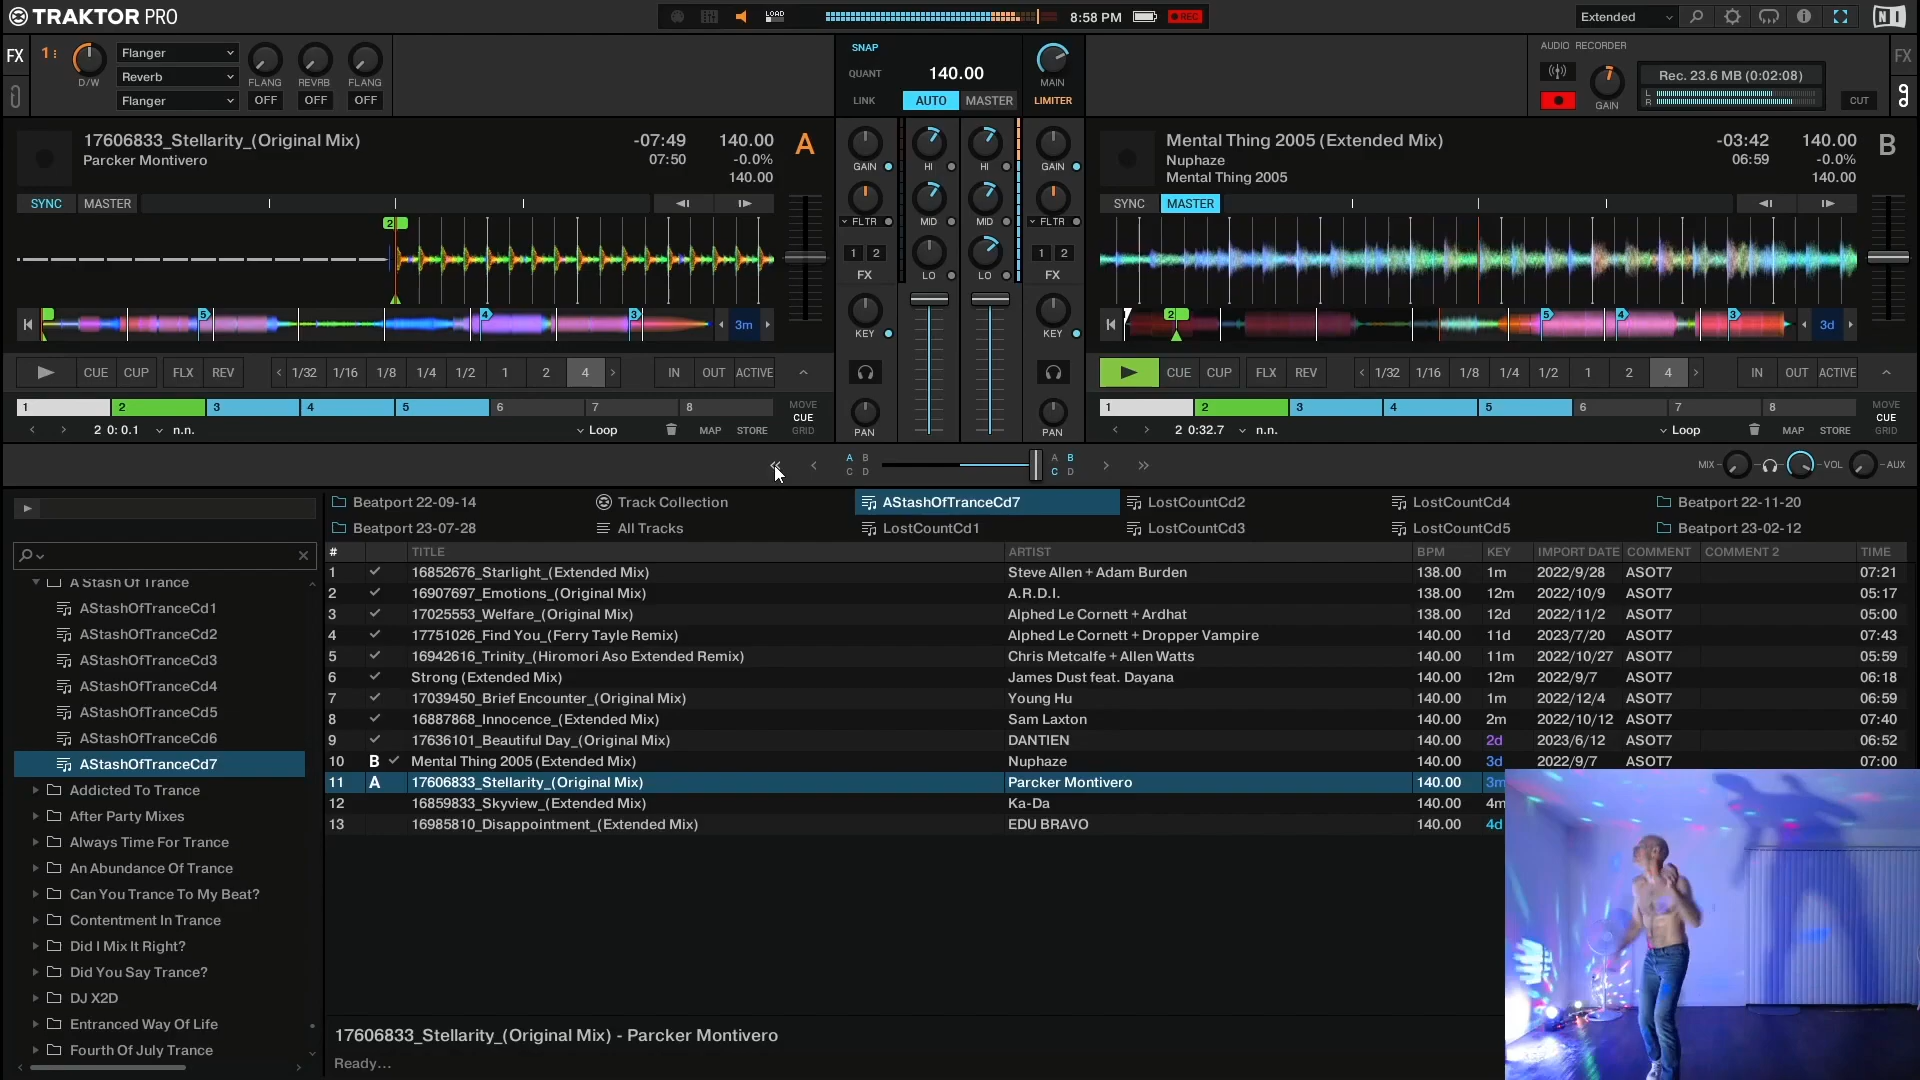 TRAKTOR PRO
LOAD
8:58 PM
REC
Extended
FX
1
D/W
Flanger
Reverb
Flanger
FLANG
REVRB
FLANG
OFF
OFF
OFF
SNAP
QUANT
LINK
140.00
AUTO
MASTER
MAIN
LIMITER
AUDIO RECORDER
GAIN
Rec. 23.6 MB (0:02:08)
L
R
CUT
FX
17606833_Stellarity_(Original Mix)
Parcker Montivero
-07:49
07:50
140.00
-0.0%
140.00
A
SYNC
MASTER
2
5
4
3
3m
CUE
CUP
FLX
REV
1/32
1/16
1/8
1/4
1/2
1
2
4
IN
OUT
ACTIVE
1
2
3
4
5
6
7
8
MOVE
CUE
GRID
2 0:0.1
n.n.
Loop
MAP
STORE
GAIN
HI
HI
GAIN
FLTR
MID
MID
FLTR
1 2
FX
LO
LO
1 2
FX
KEY
KEY
PAN
PAN
Mental Thing 2005 (Extended Mix)
Nuphaze
Mental Thing 2005
-03:42
06:59
140.00
-0.0%
140.00
B
SYNC
MASTER
2
5
4
3
3d
CUE
CUP
FLX
REV
1/32
1/16
1/8
1/4
1/2
1
2
4
IN
OUT
ACTIVE
1
2
3
4
5
6
7
8
MOVE
CUE
GRID
2 0:32.7
n.n.
Loop
MAP
STORE
A B
C D
A B
C D
MIX
VOL
AUX
Beatport 22-09-14
Track Collection
AStashOfTranceCd7
LostCountCd2
LostCountCd4
Beatport 22-11-20
Beatport 23-07-28
All Tracks
LostCountCd1
LostCountCd3
LostCountCd5
Beatport 23-02-12
A Stash Of Trance
AStashOfTranceCd1
AStashOfTranceCd2
AStashOfTranceCd3
AStashOfTranceCd4
AStashOfTranceCd5
AStashOfTranceCd6
AStashOfTranceCd7
Addicted To Trance
After Party Mixes
Always Time For Trance
An Abundance Of Trance
Can You Trance To My Beat?
Contentment In Trance
Did I Mix It Right?
Did You Say Trance?
DJ X2D
Entranced Way Of Life
Fourth Of July Trance
# TITLE ARTIST BPM KEY IMPORT DATE COMMENT COMMENT 2 TIME
1 16852676_Starlight_(Extended Mix) Steve Allen + Adam Burden 138.00 1m 2022/9/28 ASOT7 07:21
2 16907697_Emotions_(Original Mix) A.R.D.I. 138.00 12m 2022/10/9 ASOT7 05:17
3 17025553_Welfare_(Original Mix) Alphed Le Cornett + Ardhat 138.00 12d 2022/11/2 ASOT7 05:00
4 17751026_Find You_(Ferry Tayle Remix) Alphed Le Cornett + Dropper Vampire 140.00 11d 2023/7/20 ASOT7 07:43
5 16942616_Trinity_(Hiromori Aso Extended Remix) Chris Metcalfe + Allen Watts 140.00 11m 2022/10/27 ASOT7 05:59
6 Strong (Extended Mix) James Dust feat. Dayana 140.00 12m 2022/9/7 ASOT7 06:18
7 17039450_Brief Encounter_(Original Mix) Young Hu 140.00 1m 2022/12/4 ASOT7 06:59
8 16887868_Innocence_(Extended Mix) Sam Laxton 140.00 2m 2022/10/12 ASOT7 07:40
9 17636101_Beautiful Day_(Original Mix) DANTIEN 140.00 2d 2023/6/12 ASOT7 06:52
10 B Mental Thing 2005 (Extended Mix) Nuphaze 140.00 3d 2022/9/7 ASOT7 07:00
11 A 17606833_Stellarity_(Original Mix) Parcker Montivero 140.00 3m
12 16859833_Skyview_(Extended Mix) Ka-Da 140.00 4m
13 16985810_Disappointment_(Extended Mix) EDU BRAVO 140.00 4d
17606833_Stellarity_(Original Mix) - Parcker Montivero
Ready...